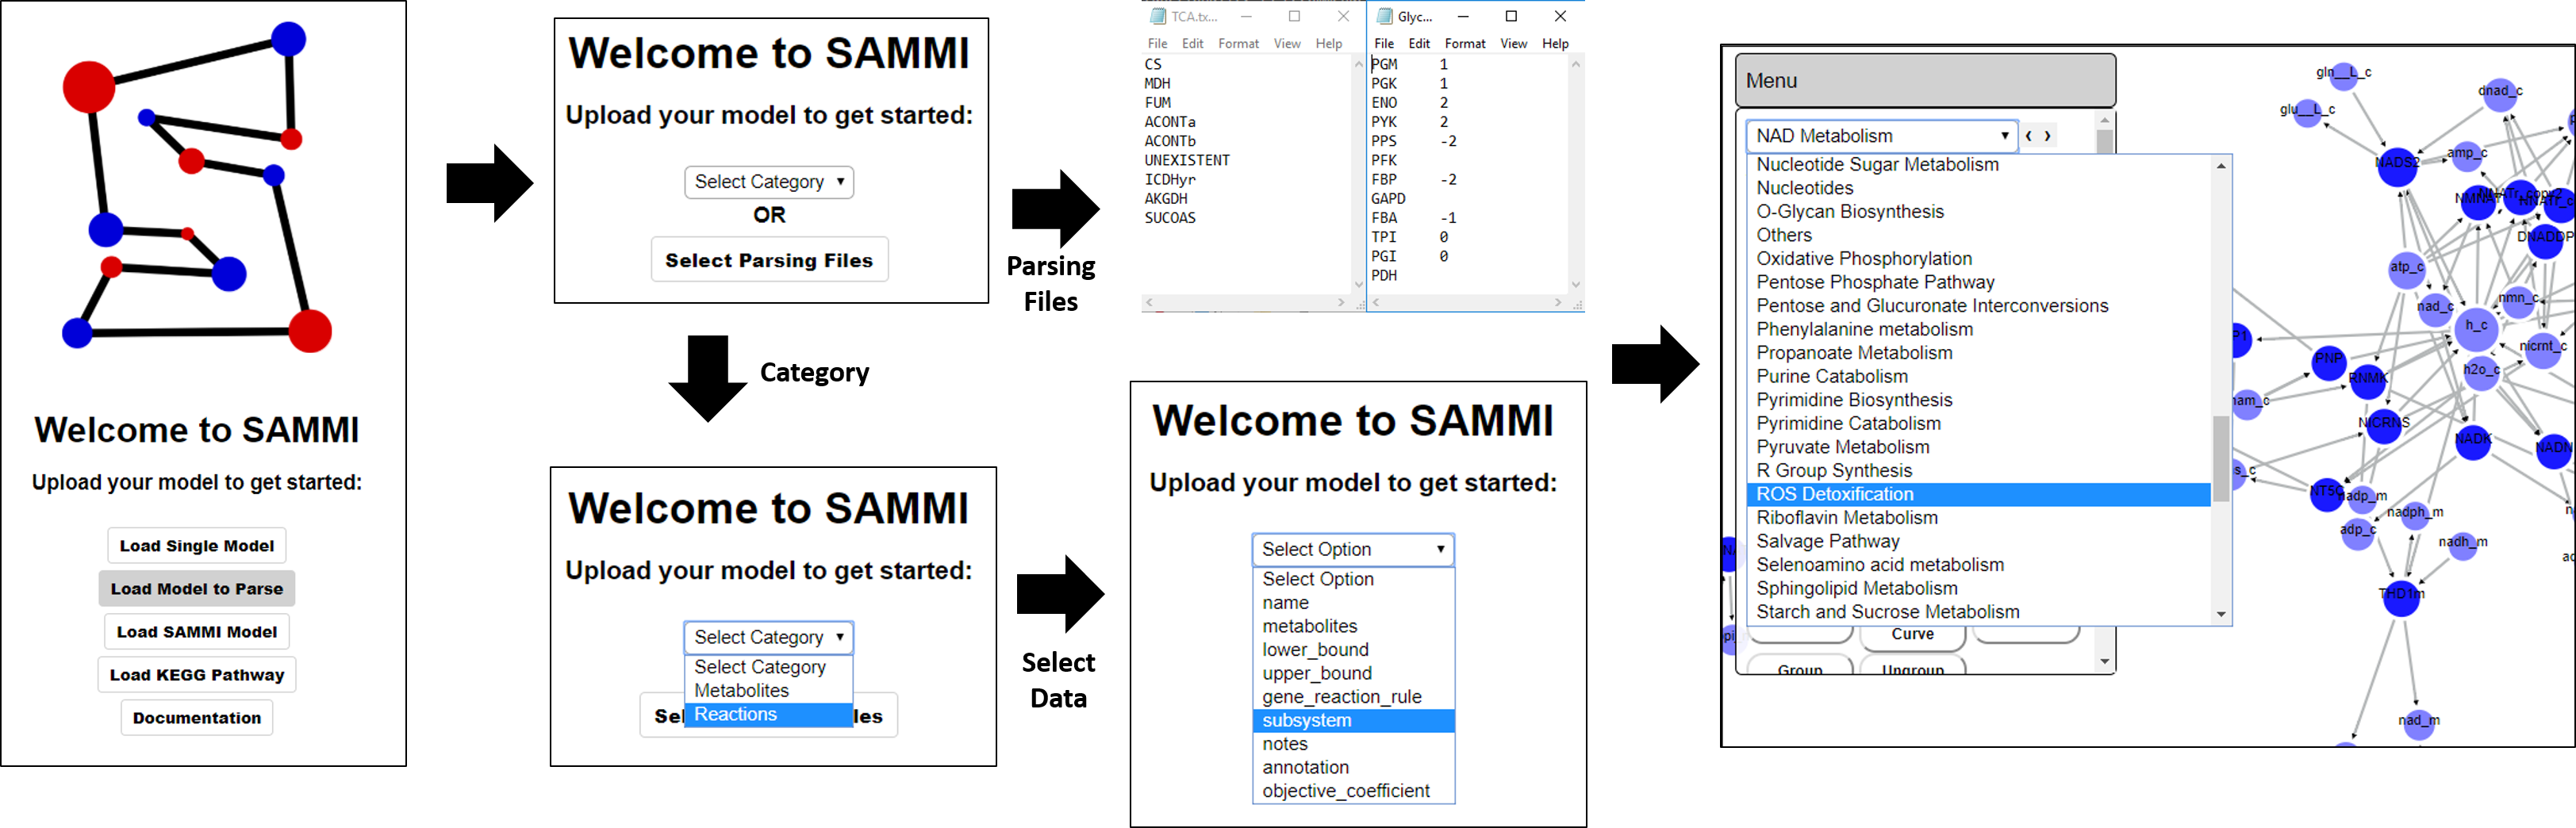 Welcome to SAMMI
Upload your model to get started:
Load Single Model
Load Model to Parse
Load SAMMI Model
Load KEGG Pathway
Documentation
Welcome to SAMMI
Upload your model to get started:
Select Category
OR
Select Parsing Files
Category
Welcome to SAMMI
Upload your model to get started:
Select Category
Select Category
Metabolites
Reactions
Sel
les
Parsing
Files
TCA.tx...
File Edit Format View Help
CS
MDH
FUM
ACONTa
ACONTb
UNEXISTENT
ICDHyr
AKGDH
SUCOAS
Glyc...
File Edit Format View Help
PGM 1
PGK 1
ENO 2
PYK 2
PPS -2
PFK
FBP -2
GAPD
FBA -1
TPI 0
PGI 0
PDH
Select
Data
Welcome to SAMMI
Upload your model to get started:
Select Option
Select Option
name
metabolites
lower_bound
upper_bound
gene_reaction_rule
subsystem
notes
annotation
objective_coefficient
Menu
NAD Metabolism
Nucleotide Sugar Metabolism
Nucleotides
O-Glycan Biosynthesis
Others
Oxidative Phosphorylation
Pentose Phosphate Pathway
Pentose and Glucuronate Interconversions
Phenylalanine metabolism
Propanoate Metabolism
Purine Catabolism
Pyrimidine Biosynthesis
Pyrimidine Catabolism
Pyruvate Metabolism
R Group Synthesis
ROS Detoxification
Riboflavin Metabolism
Salvage Pathway
Selenoamino acid metabolism
Sphingolipid Metabolism
Starch and Sucrose Metabolism
Curve
Group
Ungroup
gln__L_c
glu__L_c
dnad_c
NADS2
amp_c
DNADDP
atp_c
nad_c
nmn_c
h_c
nicrnt_c
h2o_c
P1
PNP
RNMK
nam_c
NICRNS
NADK
NADN
s_c
NT5C
nadp_m
adp_c
nadph_m
nadh_m
THD1m
nad_m
pi_